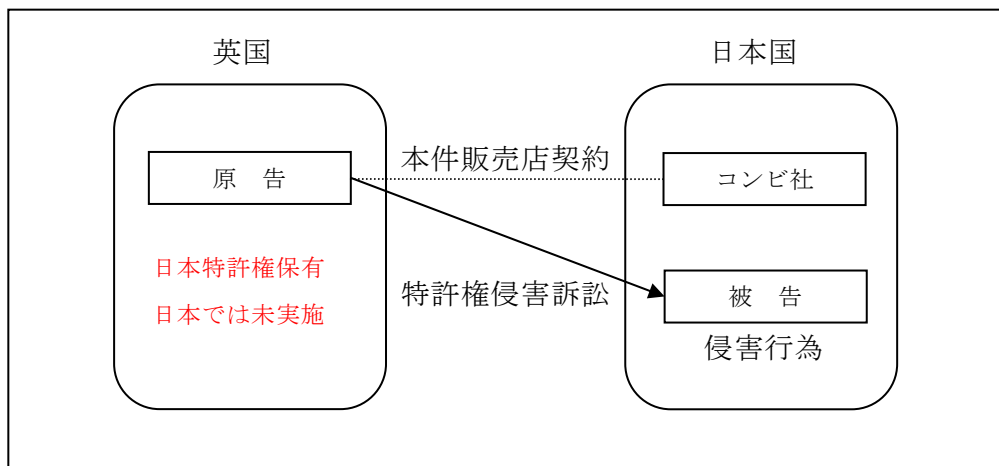 英国
日本国
本件販売店契約
原 告
コンビ社
日本特許権保有
特許権侵害訴訟
被 告
日本では未実施
侵害行為